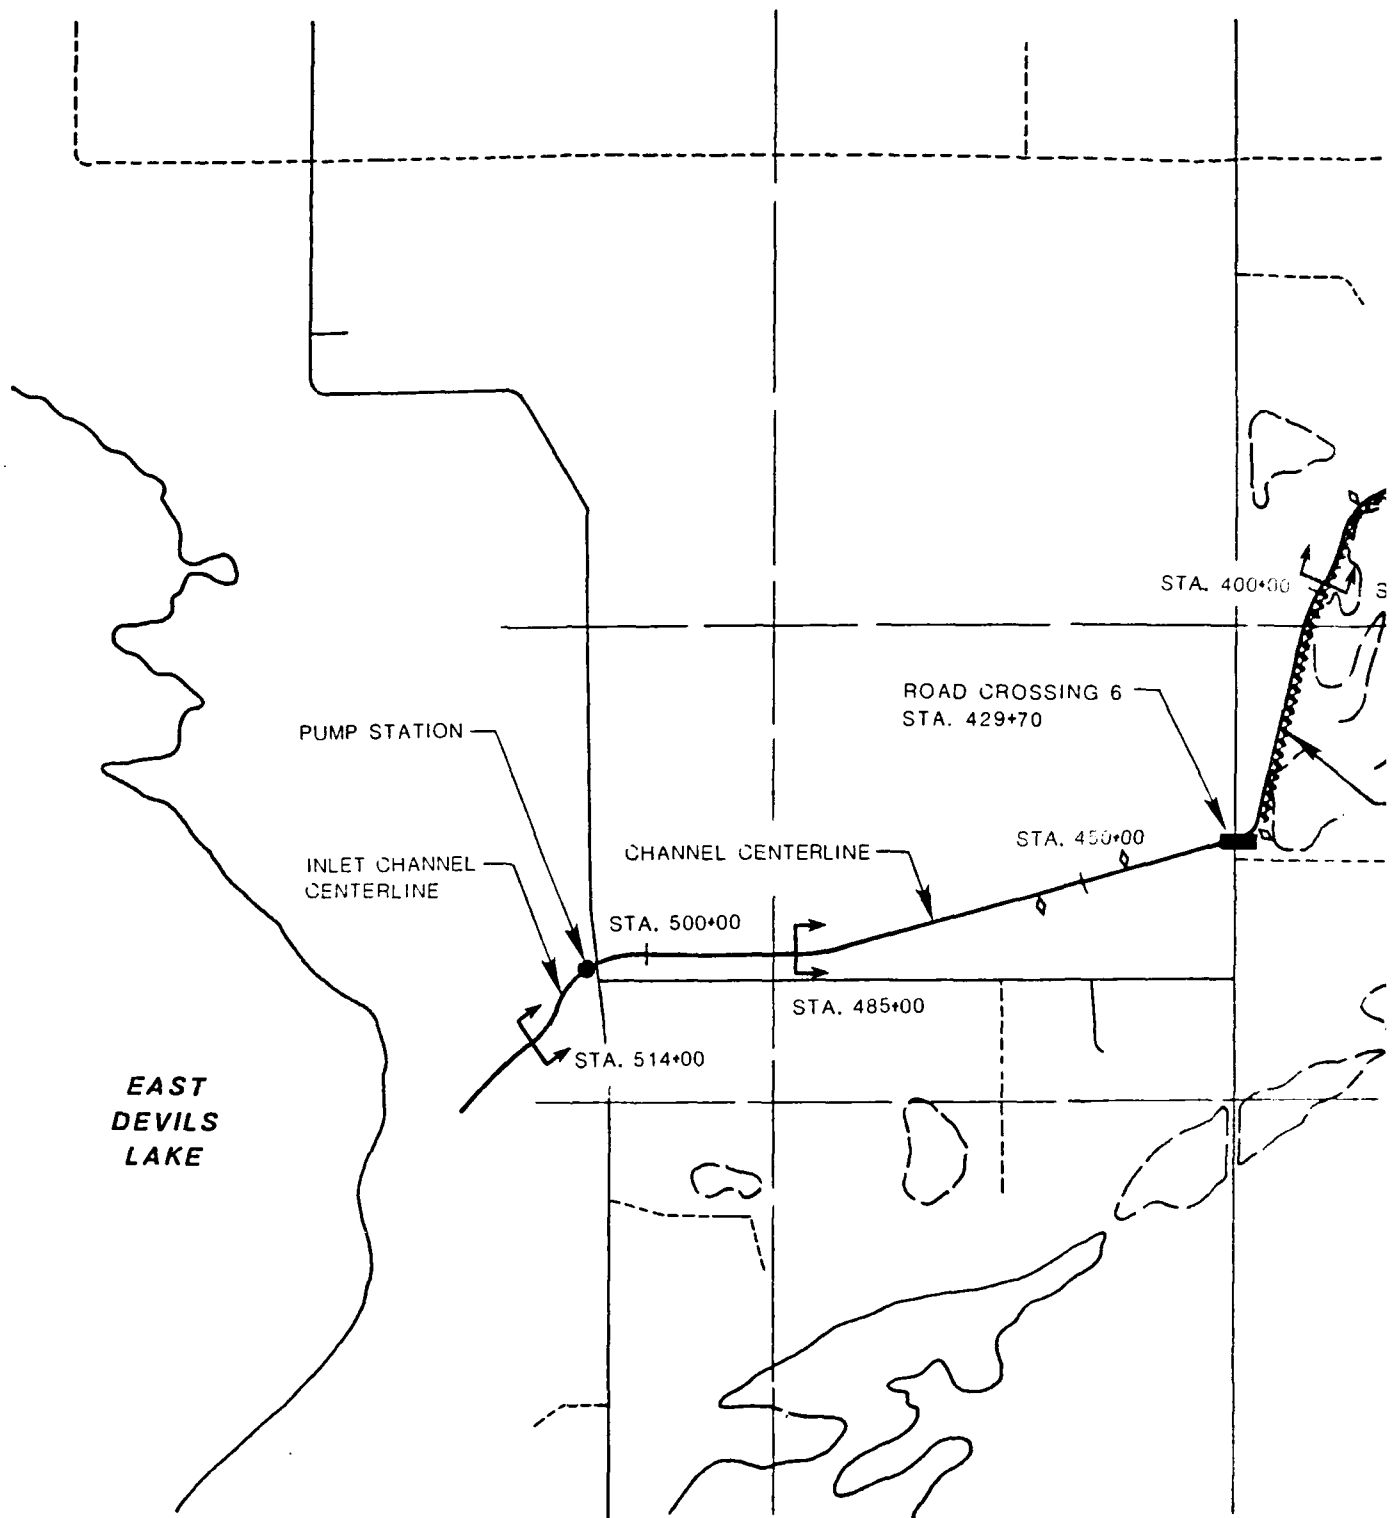 STA. 400+00
S
ROAD CROSSING 6
STA. 429+70
PUMP STATION
STA. 450+00
CHANNEL CENTERLINE
INLET CHANNEL
CENTERLINE
STA. 500+00
STA. 485+00
STA. 514+00
EAST
DEVILS
LAKE